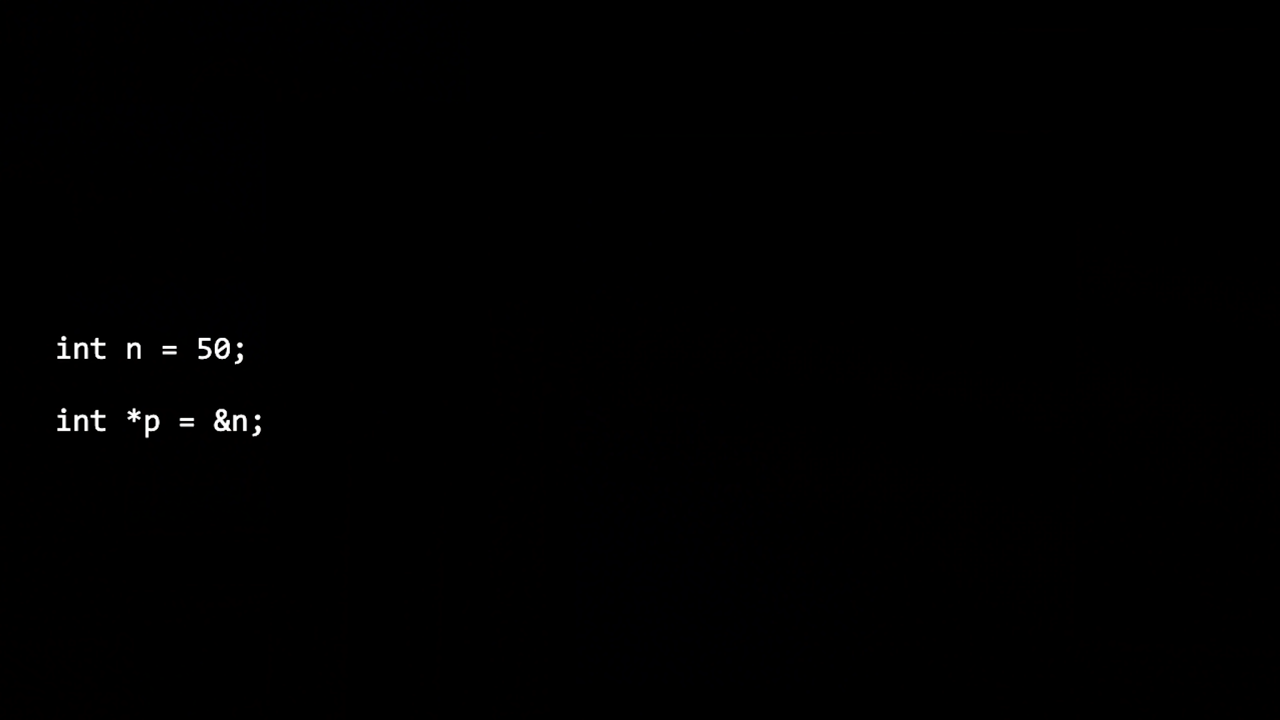 int n = 50;
int *p = &n;